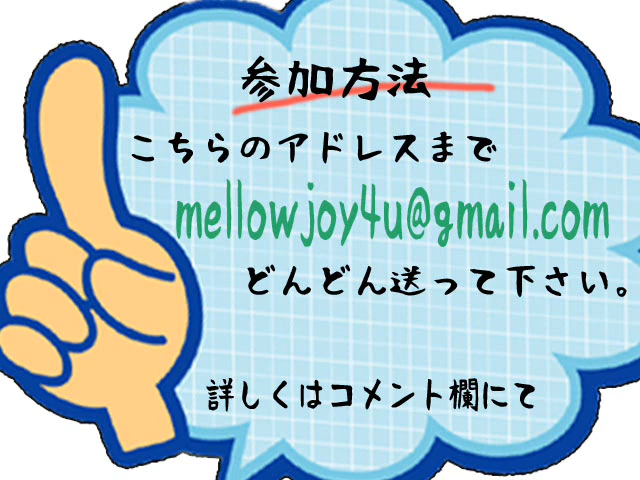 参加方法
こちらのアドレスまで
mellowjoy4u@gmail.com
どんどん送って下さい。
詳しくはコメント欄にて